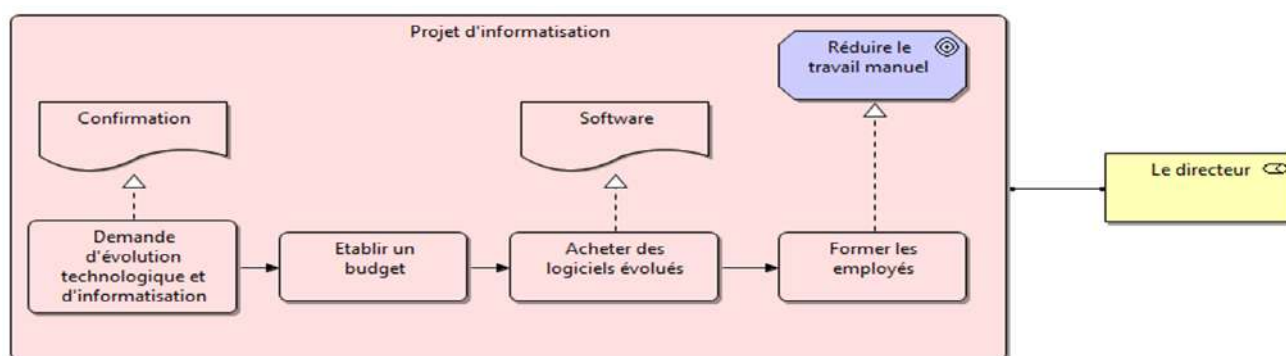 Projet d'informatisation
Réduire le
travail manuel
Confirmation
Software
Le directeur
Demande
d'évolution
technologique et
d'informatisation
Etablir un
budget
Acheter des
logiciels évolués
Former les
employés